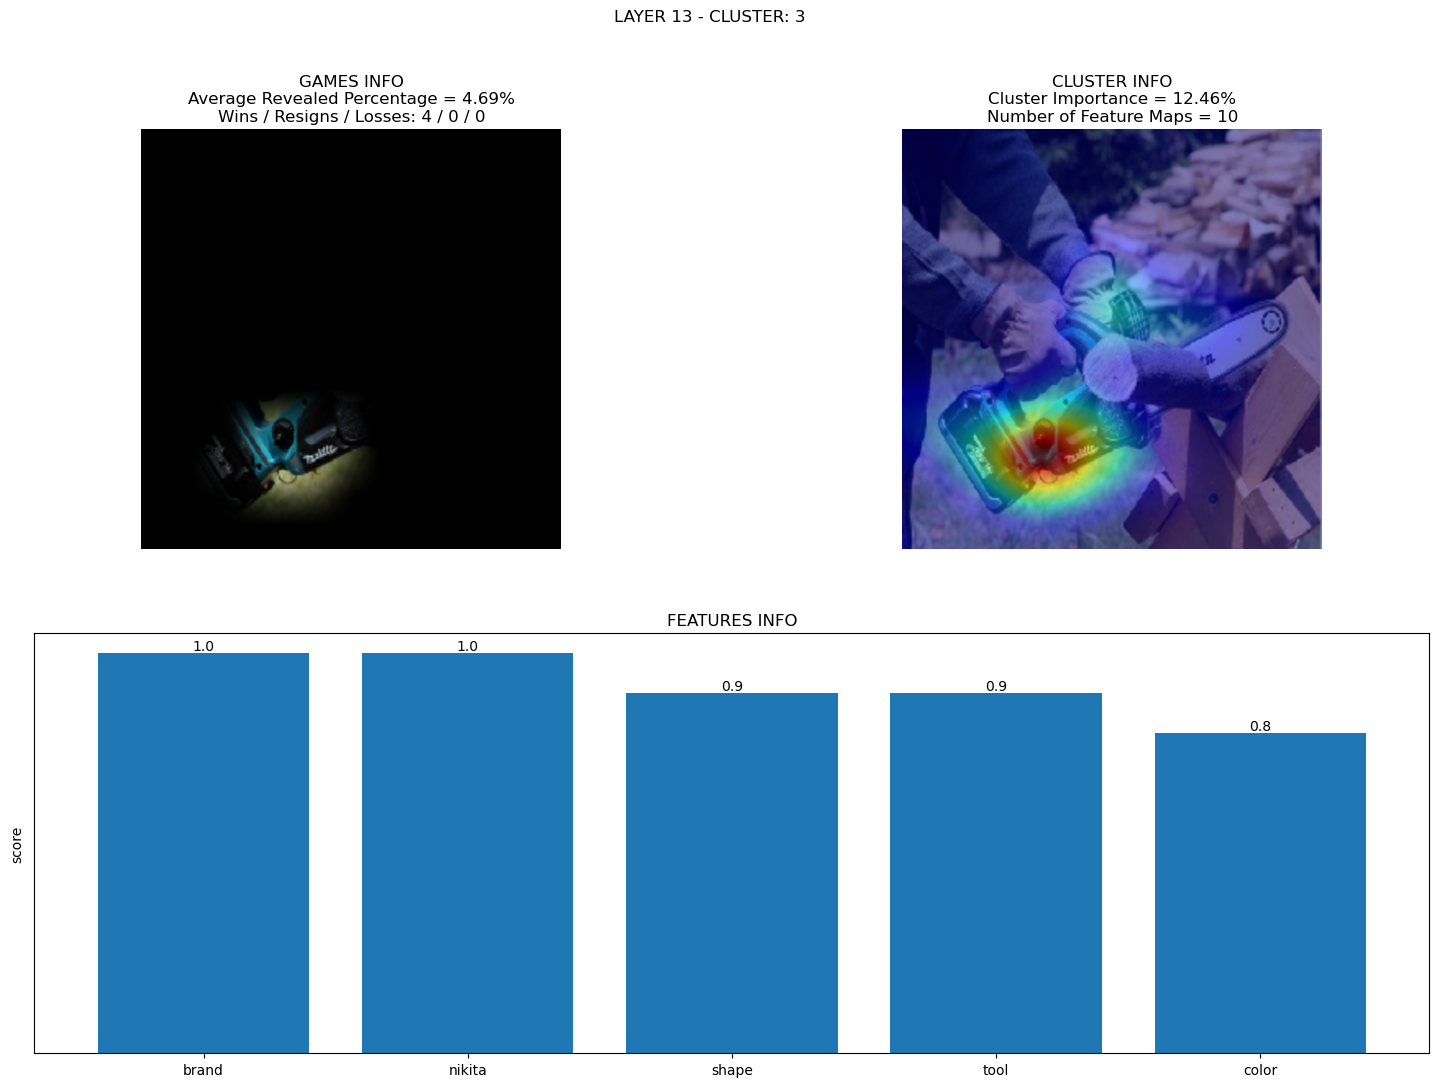 LAYER 13 - CLUSTER: 3
GAMES INFO
Average Revealed Percentage = 4.69%
Wins / Resigns / Losses: 4 / 0 / 0
CLUSTER INFO
Cluster Importance = 12.46%
Number of Feature Maps = 10
makita
FEATURES INFO
score
1.0
1.0
0.9
0.9
0.8
brand
nikita
shape
tool
color